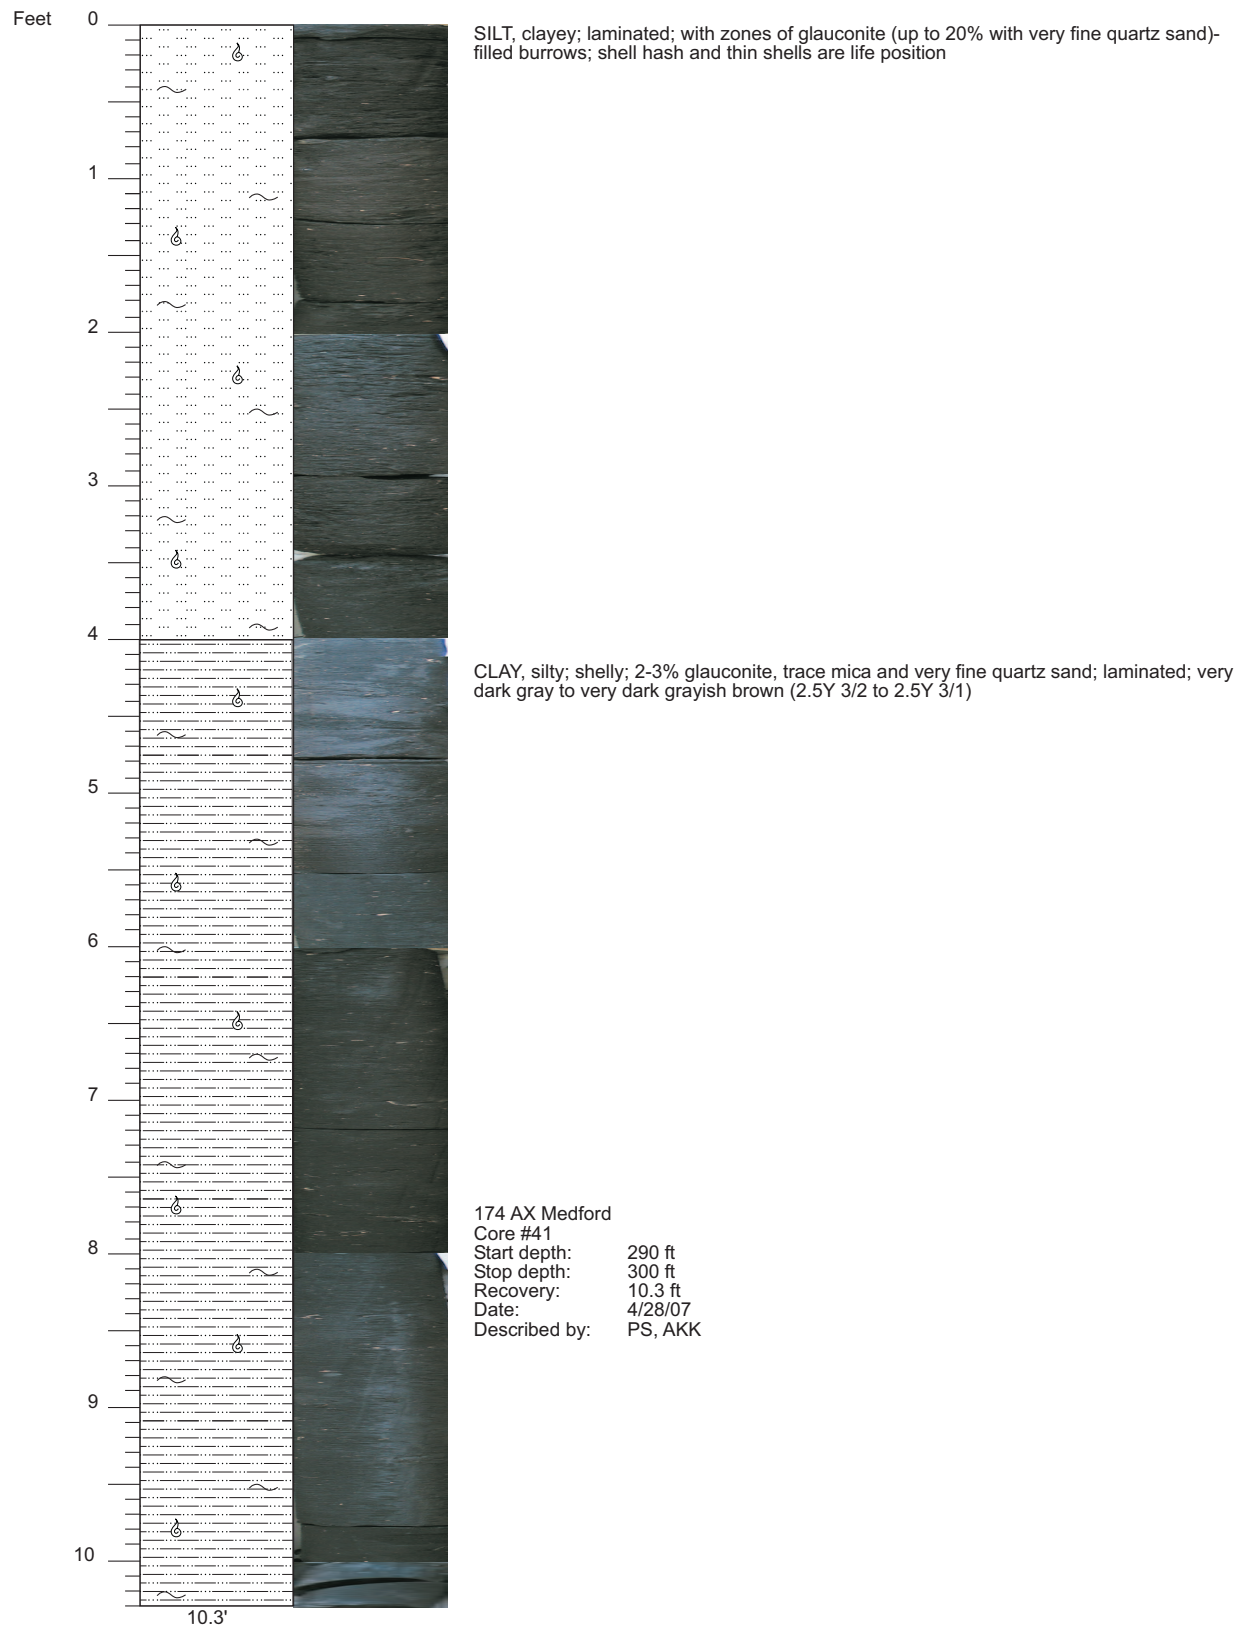 Feet
0
SILT, clayey; laminated; with zones of glauconite (up to 20% with very fine quartz sand)-
filled burrows; shell hash and thin shells are life position
1
2
3
4
CLAY, silty; shelly; 2-3% glauconite, trace mica and very fine quartz sand; laminated; very
dark gray to very dark grayish brown (2.5Y 3/2 to 2.5Y 3/1)
5
6
7
174 AX Medford
Core #41
8
Start depth: 290 ft
Stop depth: 300 ft
Recovery: 10.3 ft
Date: 4/28/07
Described by: PS, AKK
9
10
10.3'